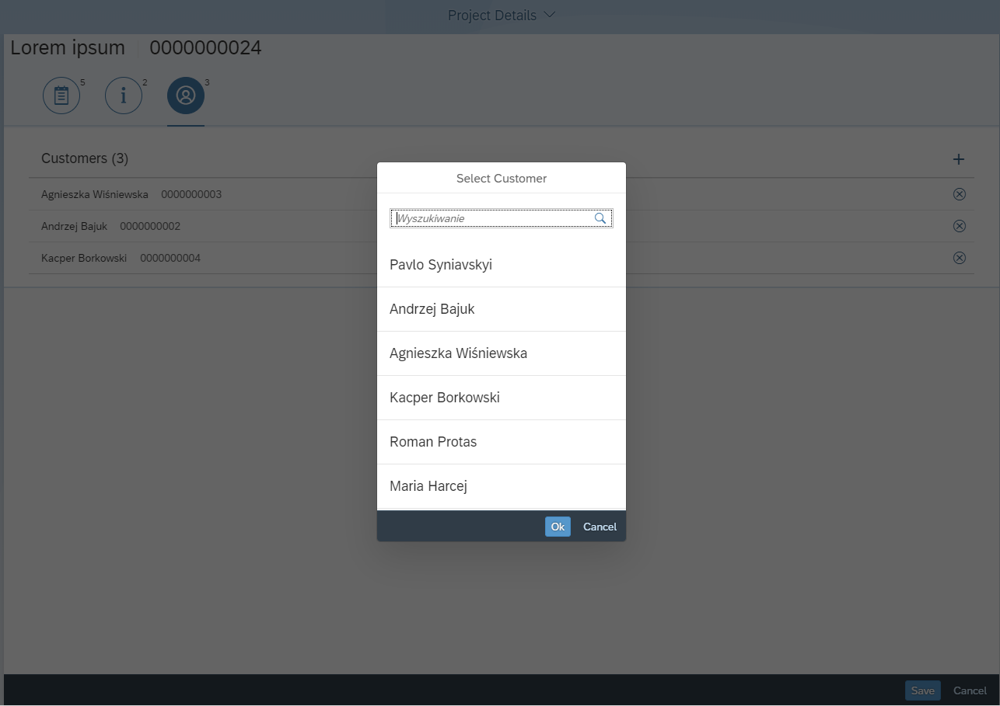 Project Details
Lorem ipsum 0000000024
5 2 3
Customers (3)
Agnieszka Wiśniewska 0000000003
Andrzej Bajuk 0000000002
Kacper Borkowski 0000000004
Select Customer
Wyszukiwanie
Pavlo Syniavskyi
Andrzej Bajuk
Agnieszka Wiśniewska
Kacper Borkowski
Roman Protas
Maria Harcej
Ok Cancel
Save Cancel